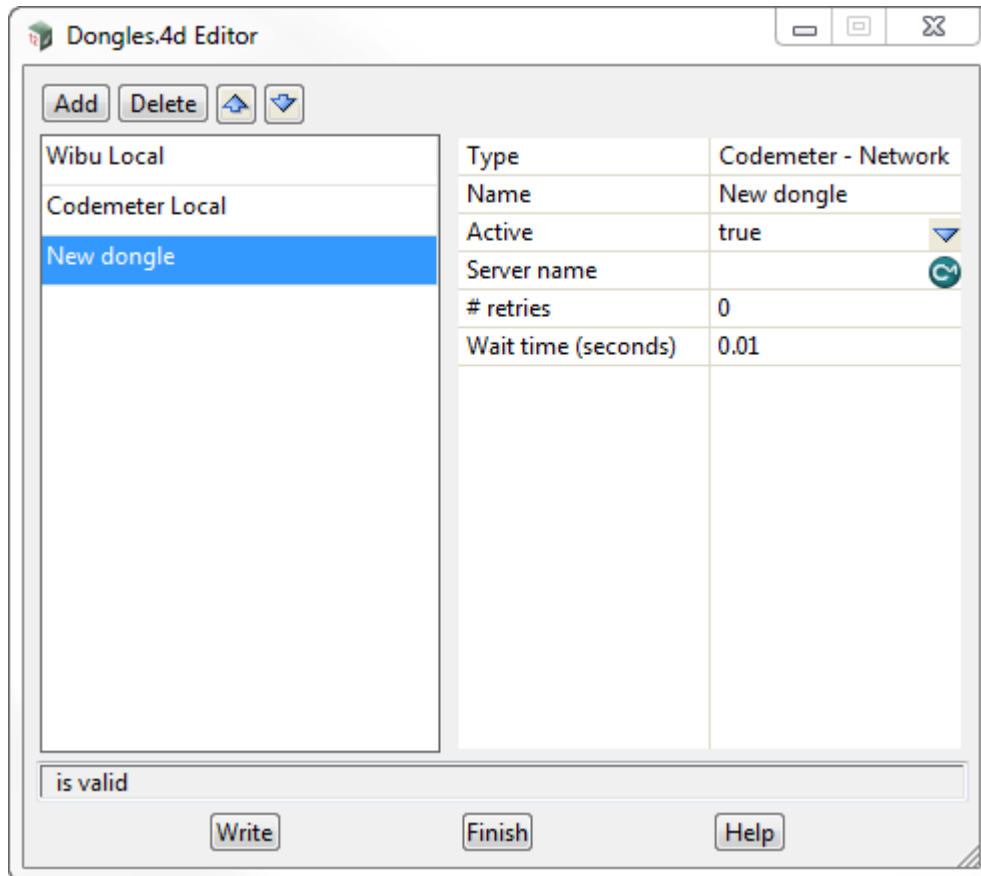 Dongles.4d Editor
Add Delete
Wibu Local
Codemeter Local
New dongle
Type Codemeter - Network
Name New dongle
Active true
Server name
# retries 0
Wait time (seconds) 0.01
is valid
Write Finish Help